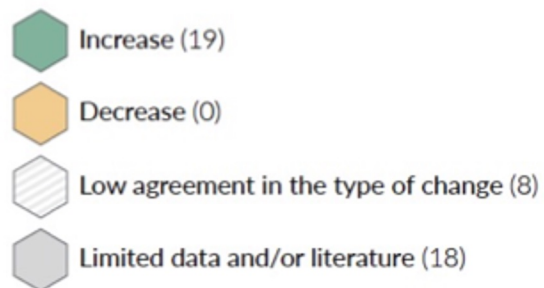 Increase (19)
Decrease (0)
Low agreement in the type of change (8)
Limited data and/or literature (18)